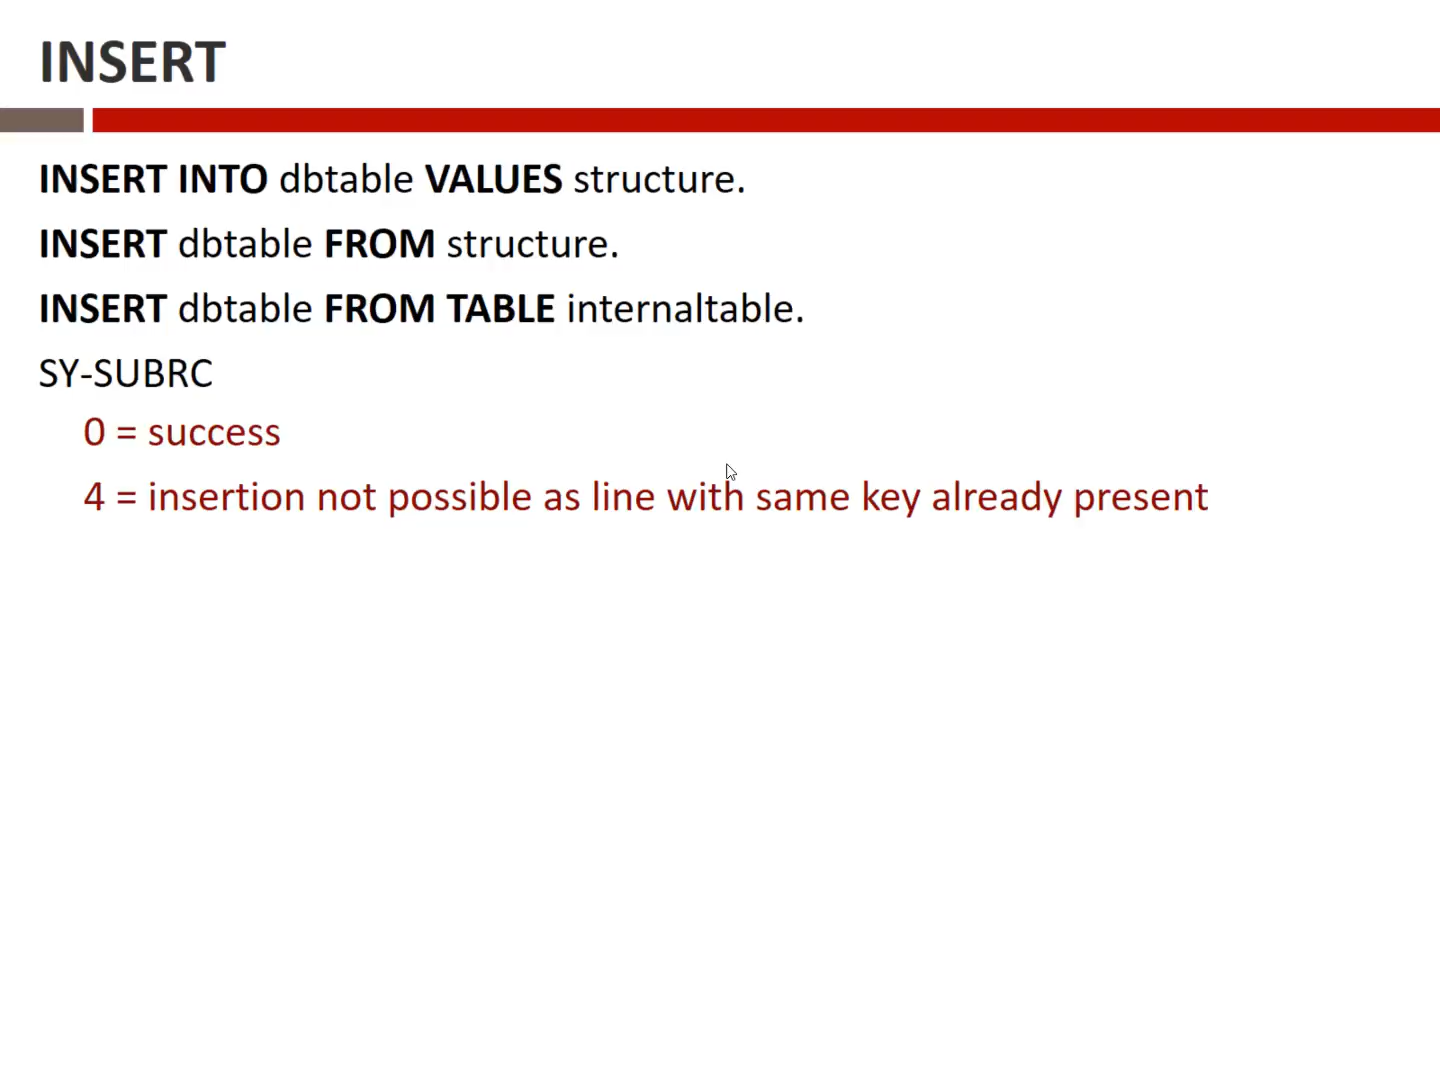 INSERT
INSERT INTO dbtable VALUES structure.
INSERT dbtable FROM structure.
INSERT dbtable FROM TABLE internaltable.
SY-SUBRC
0 = success
4 = insertion not possible as line with same key already present